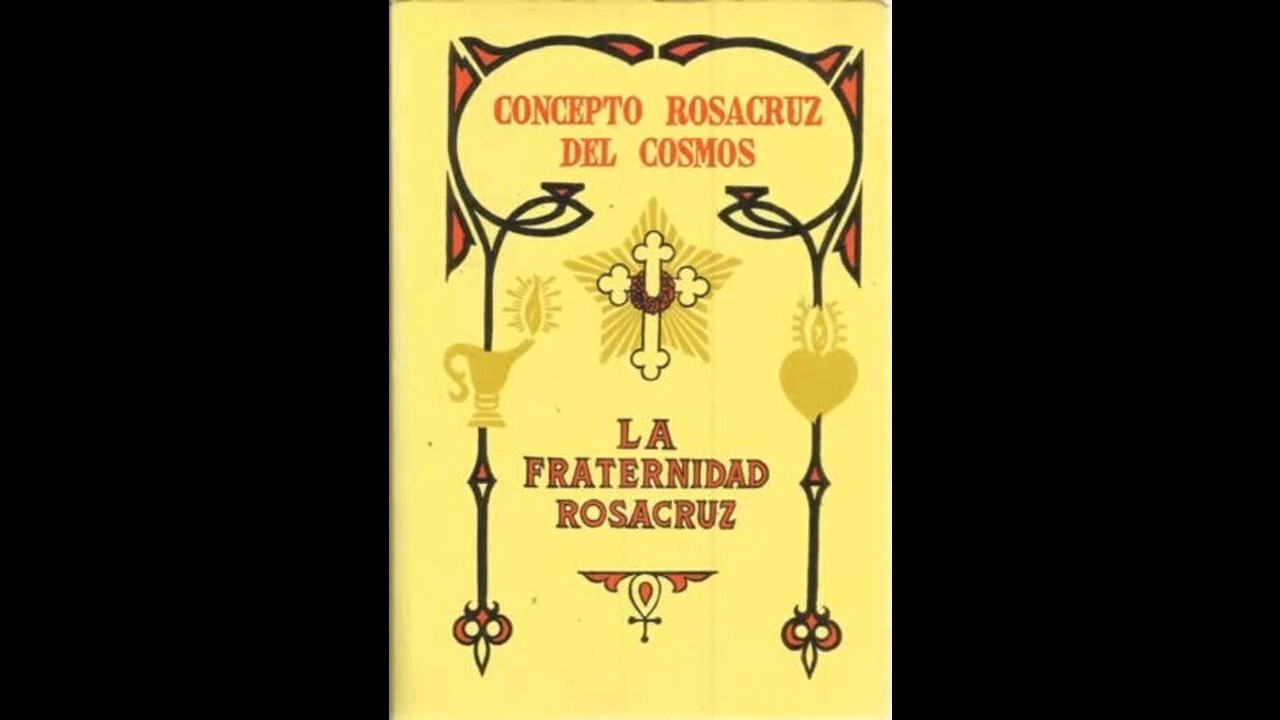 CONCEPTO ROSACRUZ
DEL COSMOS
LA
FRATERNIDAD
ROSACRUZ